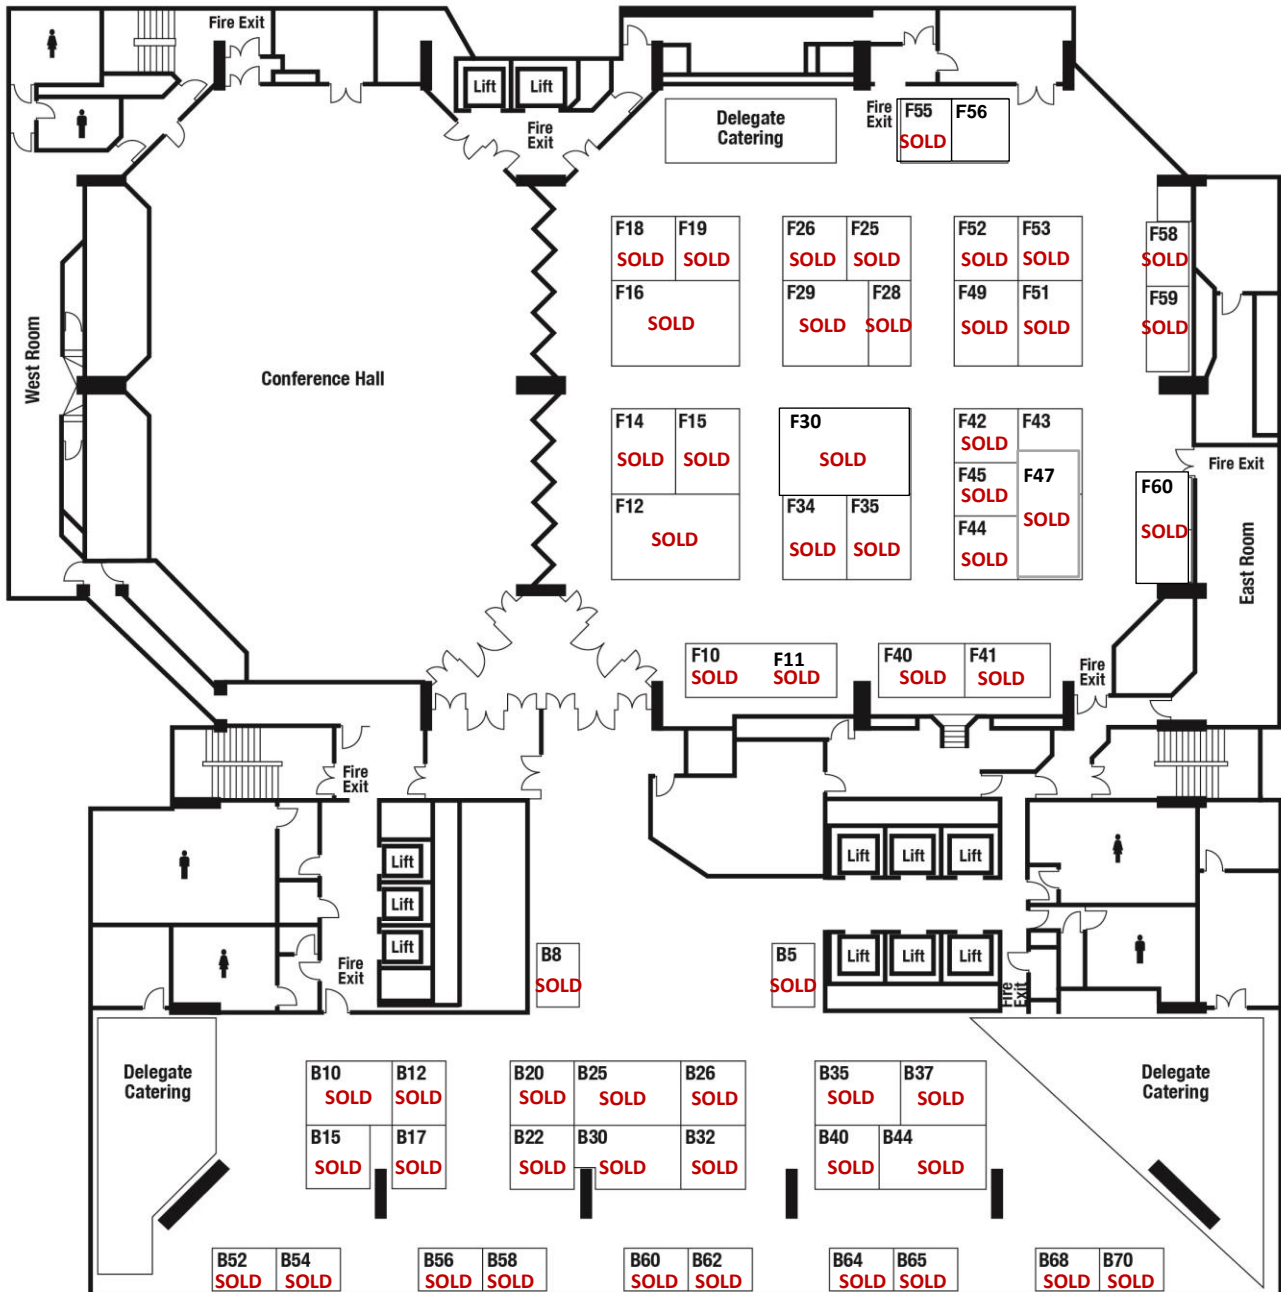 Fire Exit
Lift
Lift
Fire
Exit
Delegate
Catering
Fire
Exit
F55
SOLD
F56
F18
SOLD
F19
SOLD
F16
SOLD
F26
SOLD
F25
SOLD
F29
SOLD
F28
SOLD
F52
SOLD
F53
SOLD
F49
SOLD
F51
SOLD
F58
SOLD
F59
SOLD
West Room
Conference Hall
F14
SOLD
F15
SOLD
F12
SOLD
F30
SOLD
F34
SOLD
F35
SOLD
F42
SOLD
F43
F45
SOLD
F47
SOLD
F44
SOLD
Fire Exit
F60
SOLD
East Room
F10
SOLD
F11
SOLD
F40
SOLD
F41
SOLD
Fire
Exit
Fire
Exit
Lift
Lift
Lift
Lift
Lift
Lift
Fire
Exit
B8
SOLD
B5
SOLD
Lift
Lift
Lift
Fire
Exit
Delegate
Catering
B10
SOLD
B12
SOLD
B15
SOLD
B17
SOLD
B20
SOLD
B25
SOLD
B26
SOLD
B22
SOLD
B30
SOLD
B32
SOLD
B35
SOLD
B37
SOLD
B40
SOLD
B44
SOLD
Delegate
Catering
B52
SOLD
B54
SOLD
B56
SOLD
B58
SOLD
B60
SOLD
B62
SOLD
B64
SOLD
B65
SOLD
B68
SOLD
B70
SOLD